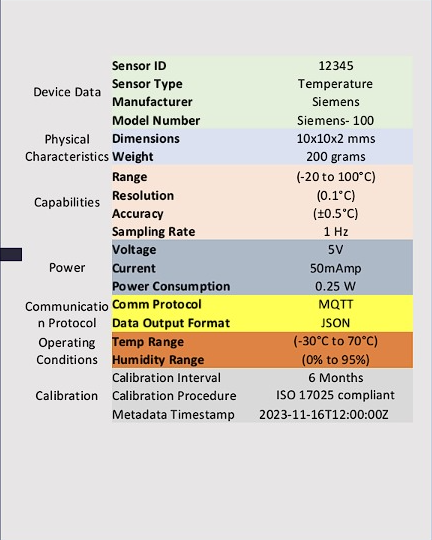 Device Data
Sensor ID 12345
Sensor Type Temperature
Manufacturer Siemens
Model Number Siemens- 100
Physical
Characteristics
Dimensions 10x10x2 mms
Weight 200 grams
Capabilities
Range (-20 to 100°C)
Resolution (0.1°C)
Accuracy (±0.5°C)
Sampling Rate 1 Hz
Power
Voltage 5V
Current 50mAmp
Power Consumption 0.25 W
Communicatio
n Protocol
Comm Protocol MQTT
Data Output Format JSON
Operating
Conditions
Temp Range (-30°C to 70°C)
Humidity Range (0% to 95%)
Calibration
Calibration Interval 6 Months
Calibration Procedure ISO 17025 compliant
Metadata Timestamp 2023-11-16T12:00:00Z